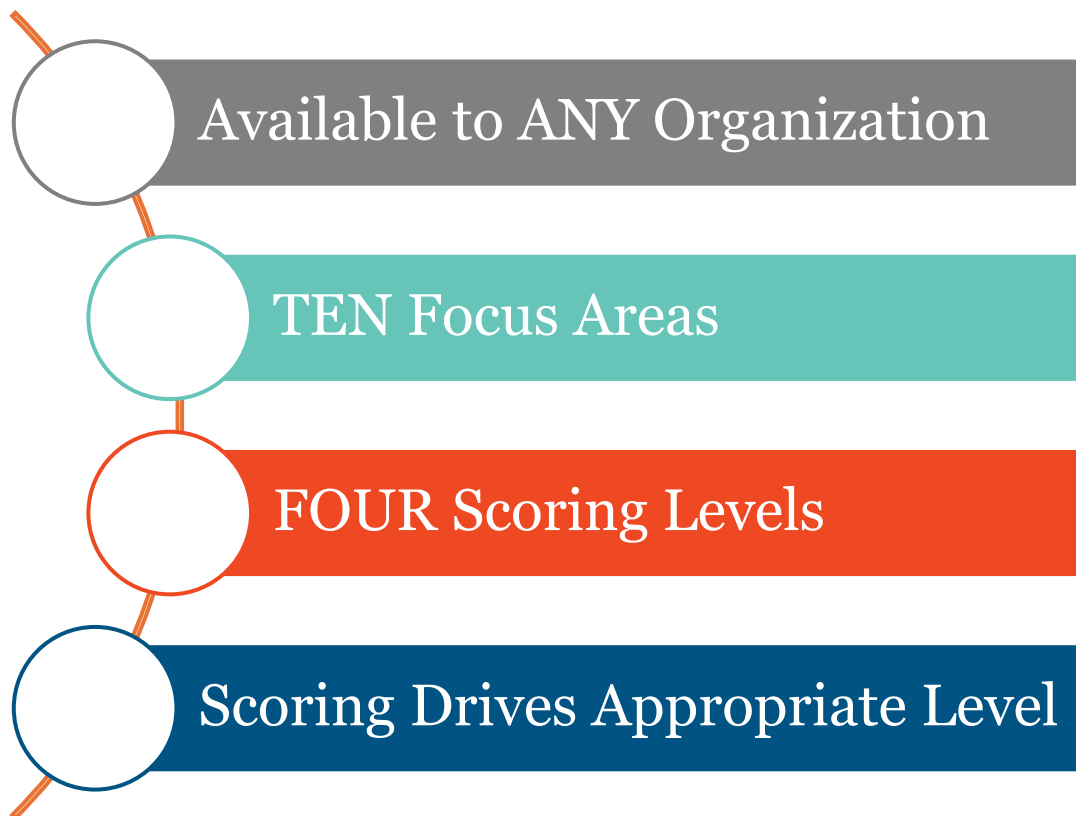 Available to ANY Organization
TEN Focus Areas
FOUR Scoring Levels
Scoring Drives Appropriate Level